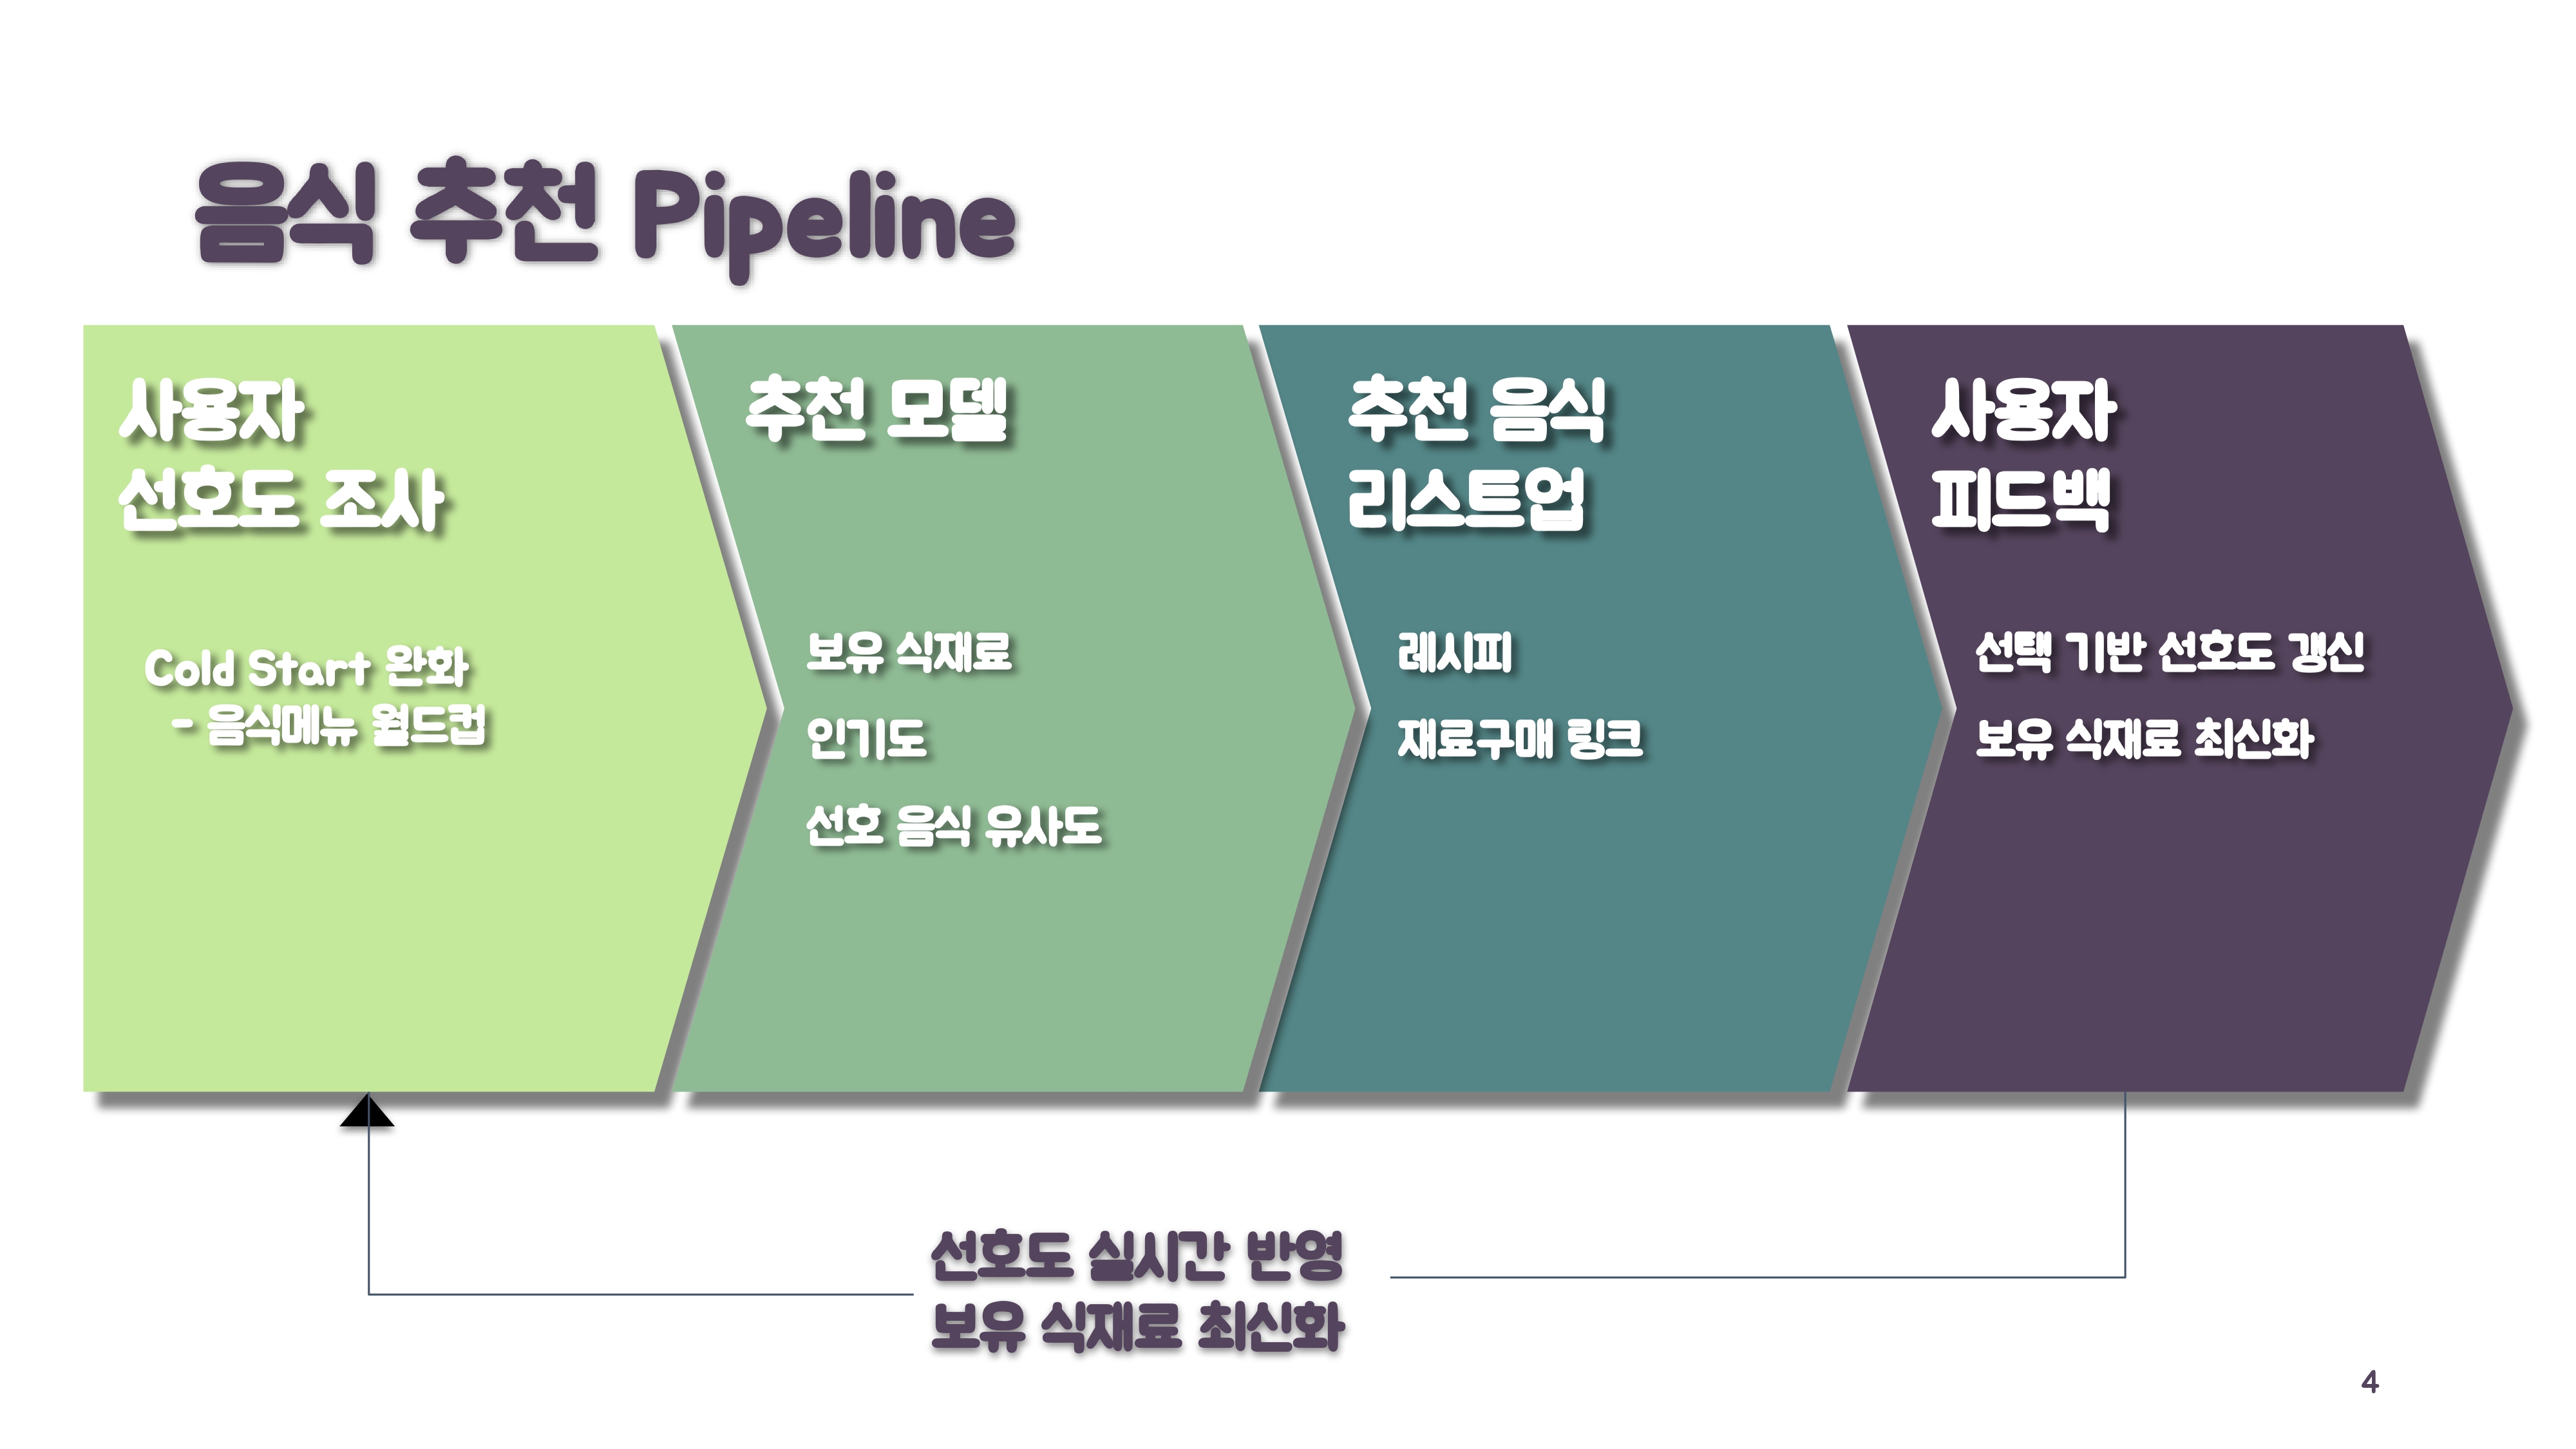 음식 추천 Pipeline
사용자
선호도 조사
Cold Start 완화
- 음식메뉴 월드컵
추천 모델
보유 식재료
인기도
선호 음식 유사도
추천 음식
리스트업
레시피
재료구매 링크
사용자
피드백
선택 기반 선호도 갱신
보유 식재료 최신화
선호도 실시간 반영
보유 식재료 최신화
4